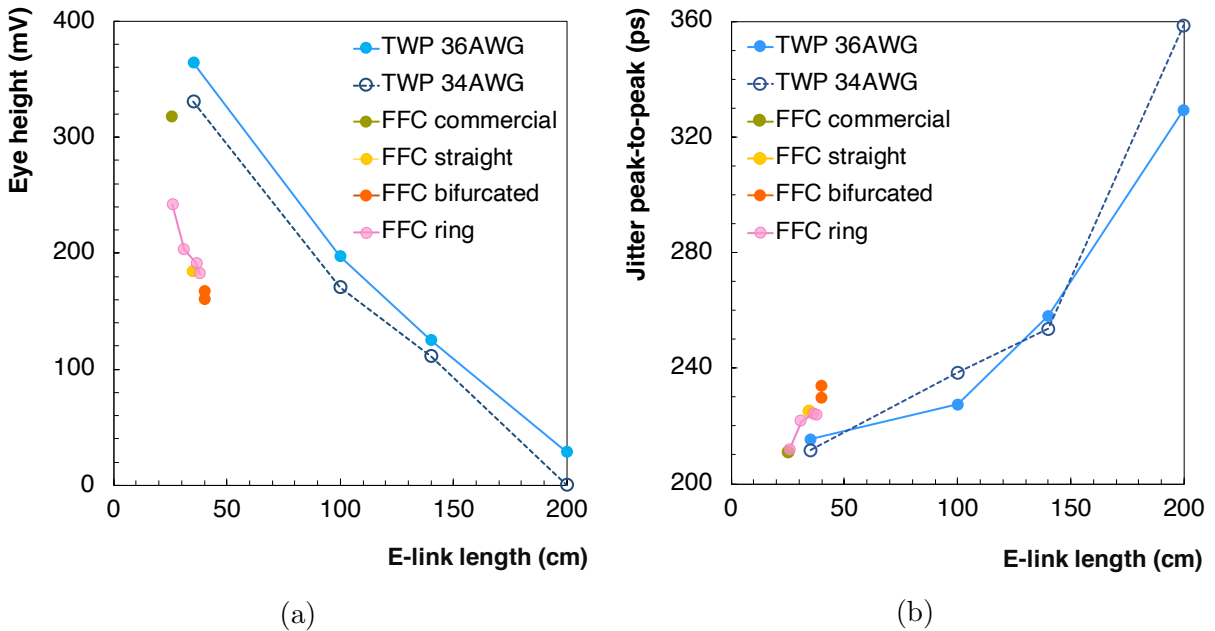 Eye height (mV)
400
300
200
100
0
0 50 100 150 200
E-link length (cm)
TWP 36AWG
TWP 34AWG
FFC commercial
FFC straight
FFC bifurcated
FFC ring
(a)
Jitter peak-to-peak (ps)
360
320
280
240
200
0 50 100 150 200
E-link length (cm)
TWP 36AWG
TWP 34AWG
FFC commercial
FFC straight
FFC bifurcated
FFC ring
(b)